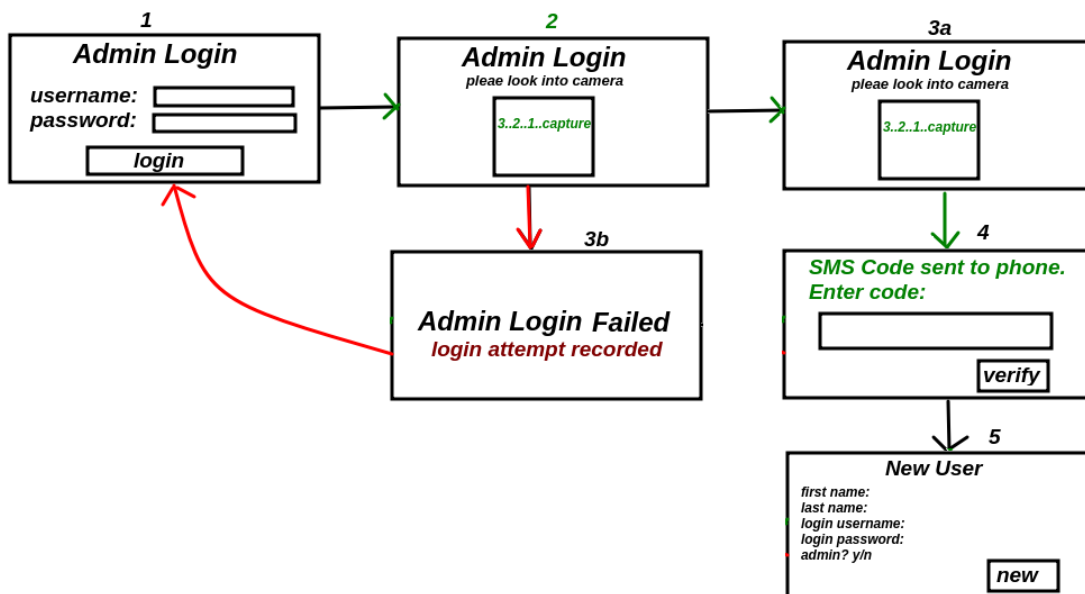 1
Admin Login
username:
password:
login
2
Admin Login
pleae look into camera
3..2..1..capture
3a
Admin Login
pleae look into camera
3..2..1..capture
3b
Admin Login Failed
login attempt recorded
4
SMS Code sent to phone.
Enter code:
verify
5
New User
first name:
last name:
login username:
login password:
admin? y/n
new